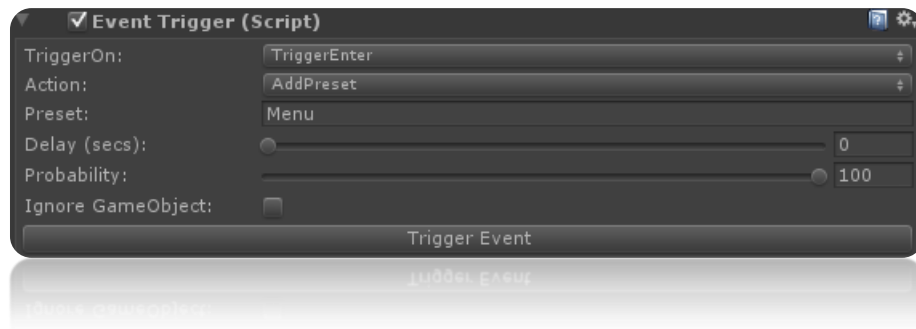 Event Trigger (Script)
TriggerOn: TriggerEnter
Action: AddPreset
Preset: Menu
Delay (secs): 0
Probability: 100
Ignore GameObject:
Trigger Event